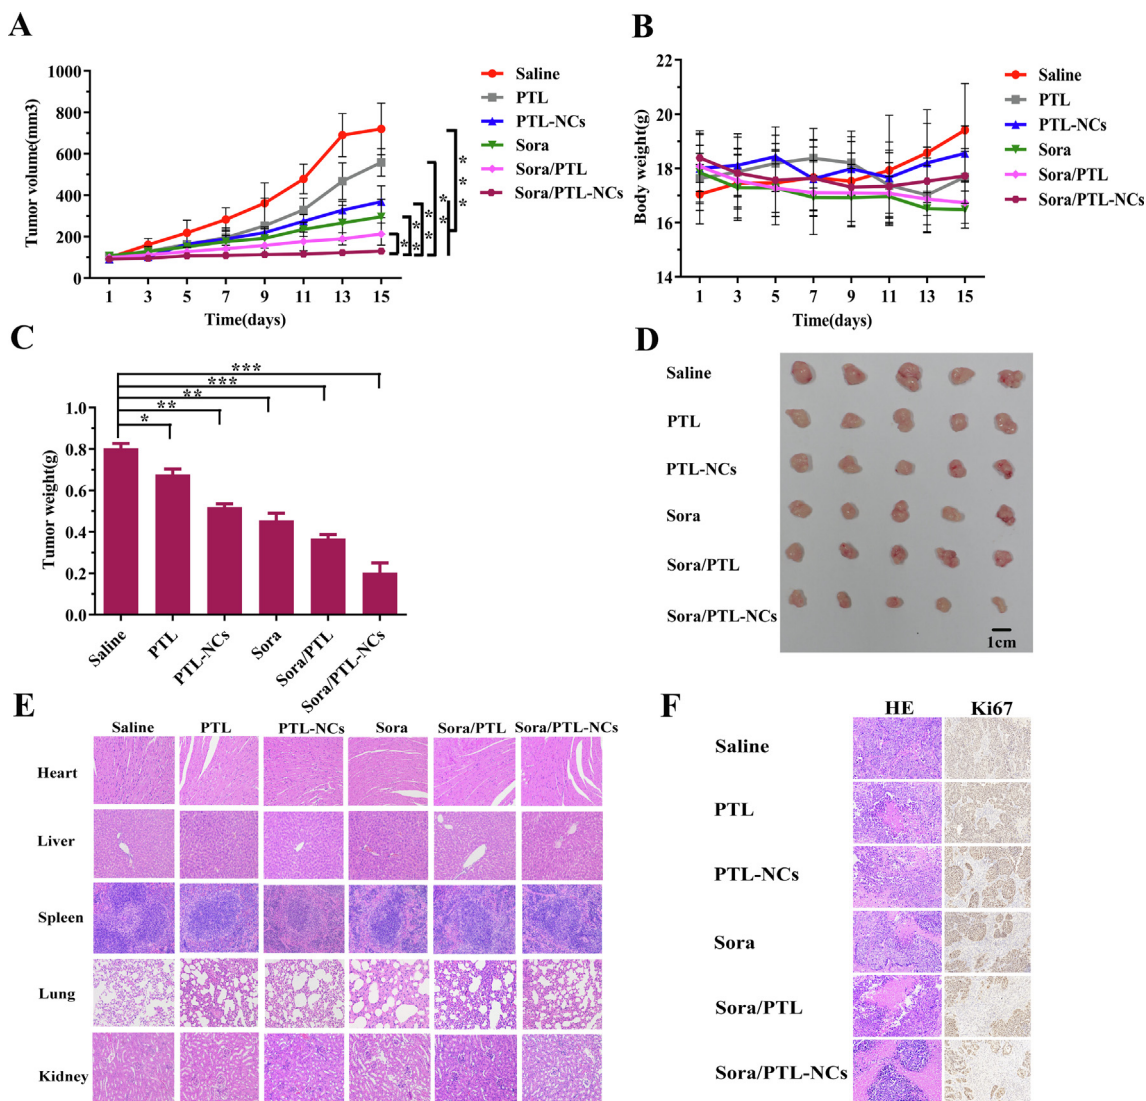 A
1000
800
600
400
200
0
Tumor volume(mm3)
1 3 5 7 9 11 13 15
Time(days)
Saline
PTL
PTL-NCs
Sora
Sora/PTL
Sora/PTL-NCs
*
**
**
**
***
B
22
20
18
16
14
Body weight(g)
1 3 5 7 9 11 13 15
Time(days)
Saline
PTL
PTL-NCs
Sora
Sora/PTL
Sora/PTL-NCs
C
***
***
**
**
*
1.0
0.8
0.6
0.4
0.2
0.0
Tumor weight(g)
Saline
PTL
PTL-NCs
Sora
Sora/PTL
Sora/PTL-NCs
D
Saline
PTL
PTL-NCs
Sora
Sora/PTL
Sora/PTL-NCs
1cm
E
Saline PTL PTL-NCs Sora Sora/PTL Sora/PTL-NCs
Heart
Liver
Spleen
Lung
Kidney
F
HE Ki67
Saline
PTL
PTL-NCs
Sora
Sora/PTL
Sora/PTL-NCs